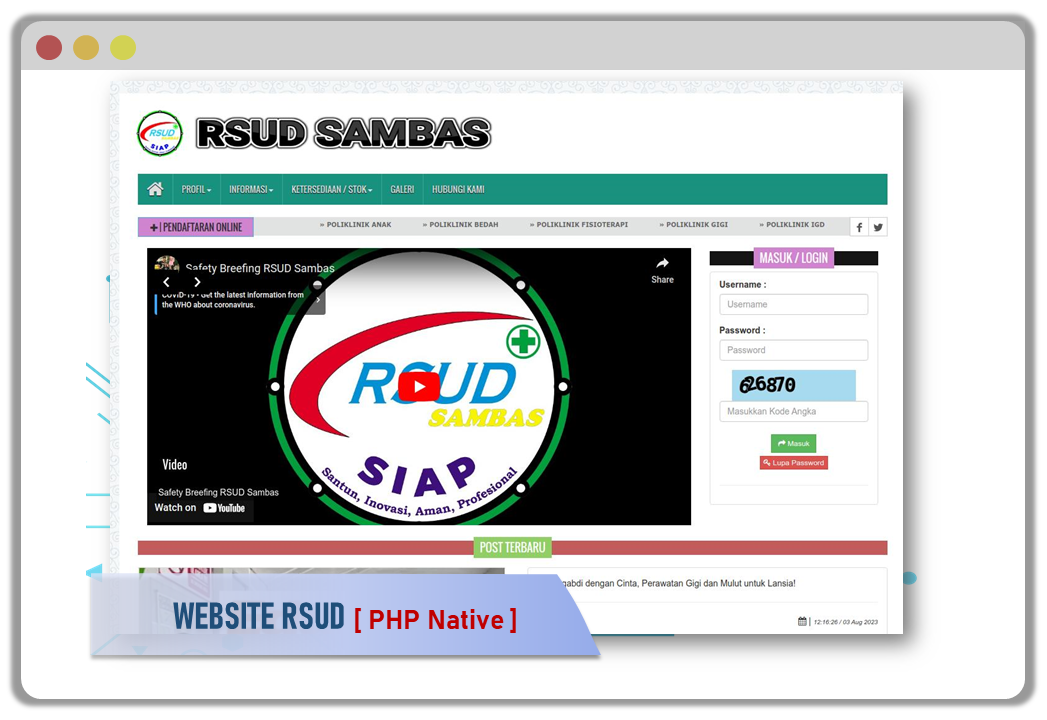 RSUD
SIAP
RSUD SAMBAS
PROFIL
INFORMASI
KETERSEDIAAN / STOK
GALERI
HUBUNGI KAMI
+ | PENDAFTARAN ONLINE
» POLIKLINIK ANAK
» POLIKLINIK BEDAH
» POLIKLINIK FISIOTERAPI
» POLIKLINIK GIGI
» POLIKLINIK IGD
Safety Breefing RSUD Sambas
Share
COVID-19 - Get the latest information from
the WHO about coronavirus.
RSUD
SAMBAS
SIAP
Santun, Inovasi, Aman, Profesional
Video
Safety Breefing RSUD Sambas
Watch on YouTube
MASUK / LOGIN
Username :
Username
Password :
Password
626870
Masukkan Kode Angka
Masuk
Lupa Password
POST TERBARU
dengan Cinta, Perawatan Gigi dan Mulut untuk Lansia!
| 12:16:26 / 03 Aug 2023
WEBSITE RSUD [ PHP Native ]